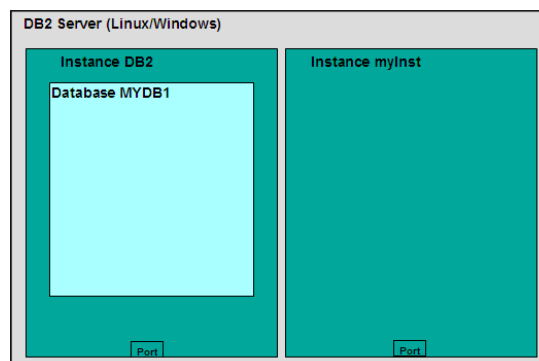 DB2 Server (Linux/Windows)
Instance DB2
Instance myInst
Database MYDB1
Port
Port